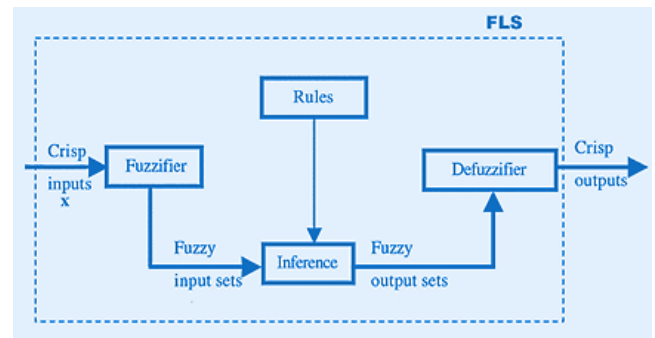 FLS
Rules
Crisp
inputs
x
Fuzzifier
Fuzzy
input sets
Inference
Fuzzy
output sets
Defuzzifier
Crisp
outputs